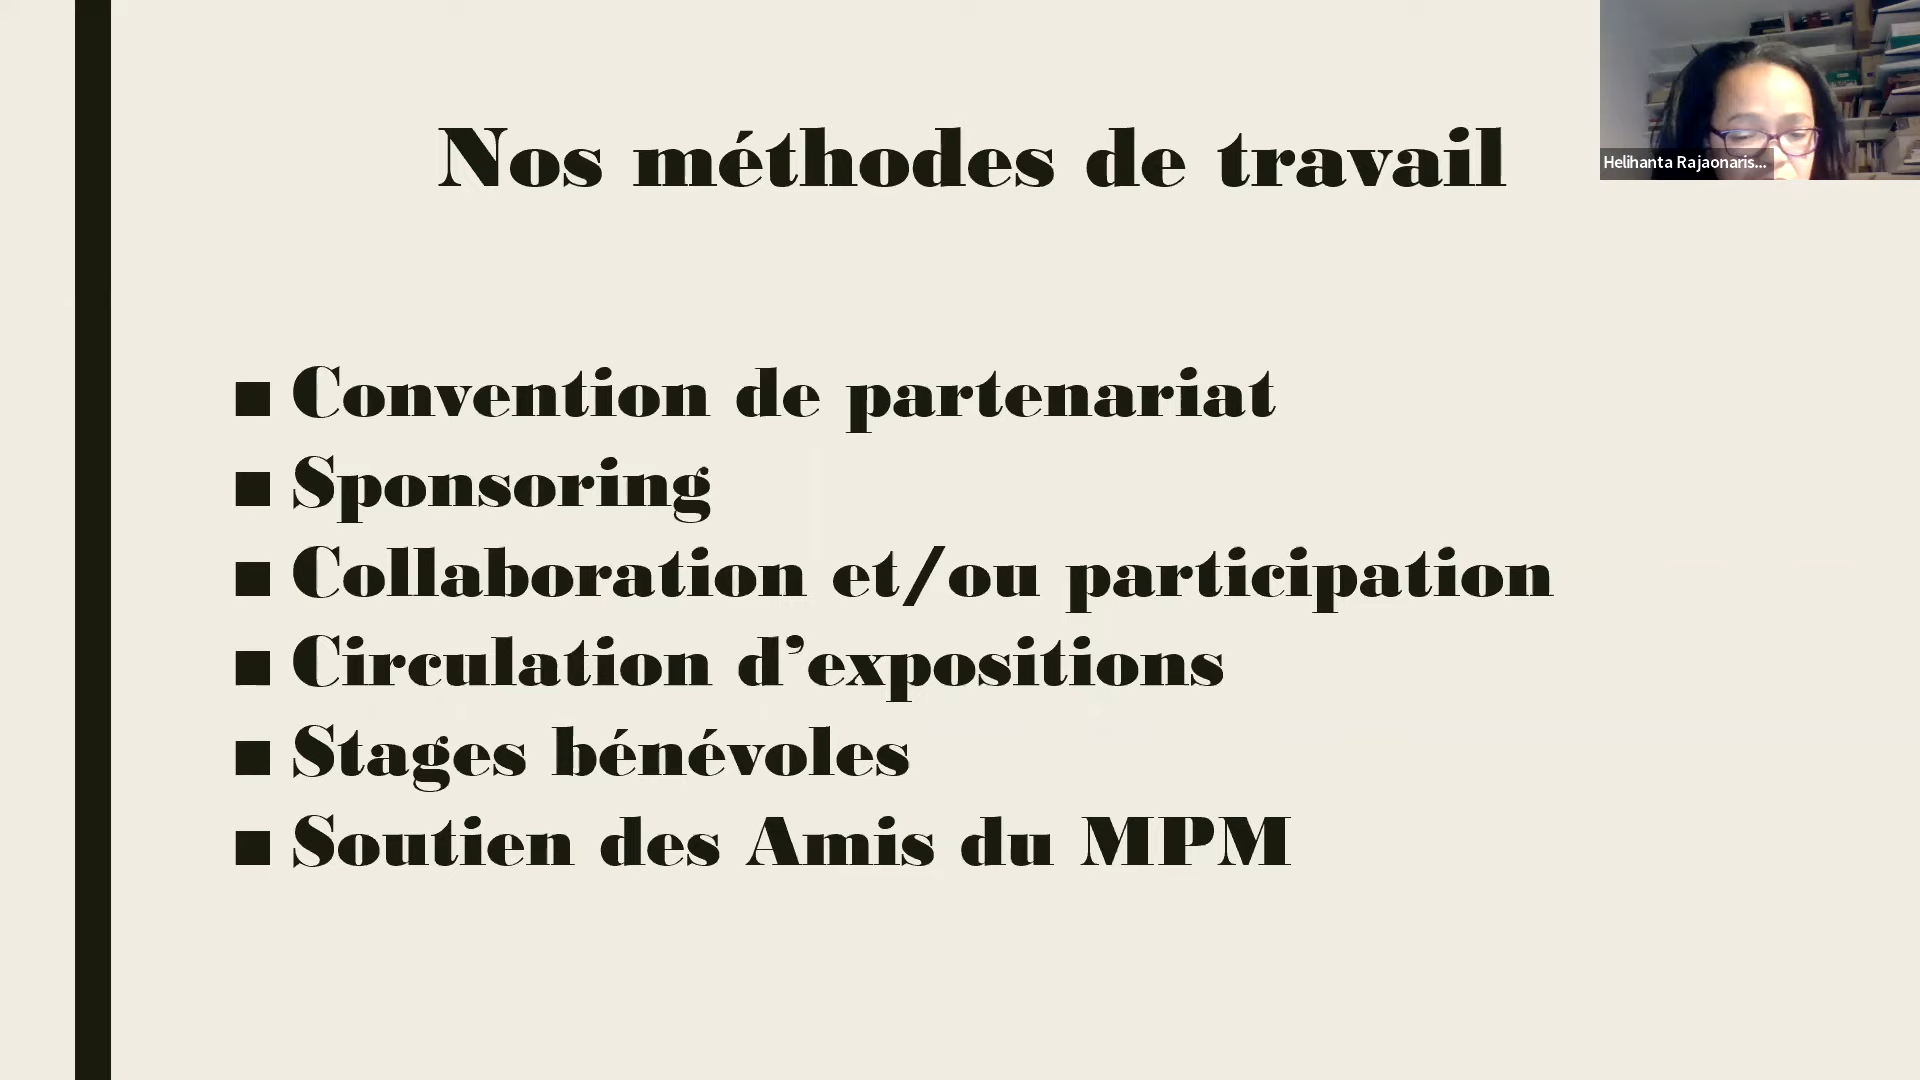 Nos méthodes de travail
Helihanta Rajaonaris...
■ Convention de partenariat
■ Sponsoring
■ Collaboration et/ou participation
■ Circulation d’expositions
■ Stages bénévoles
■ Soutien des Amis du MPM